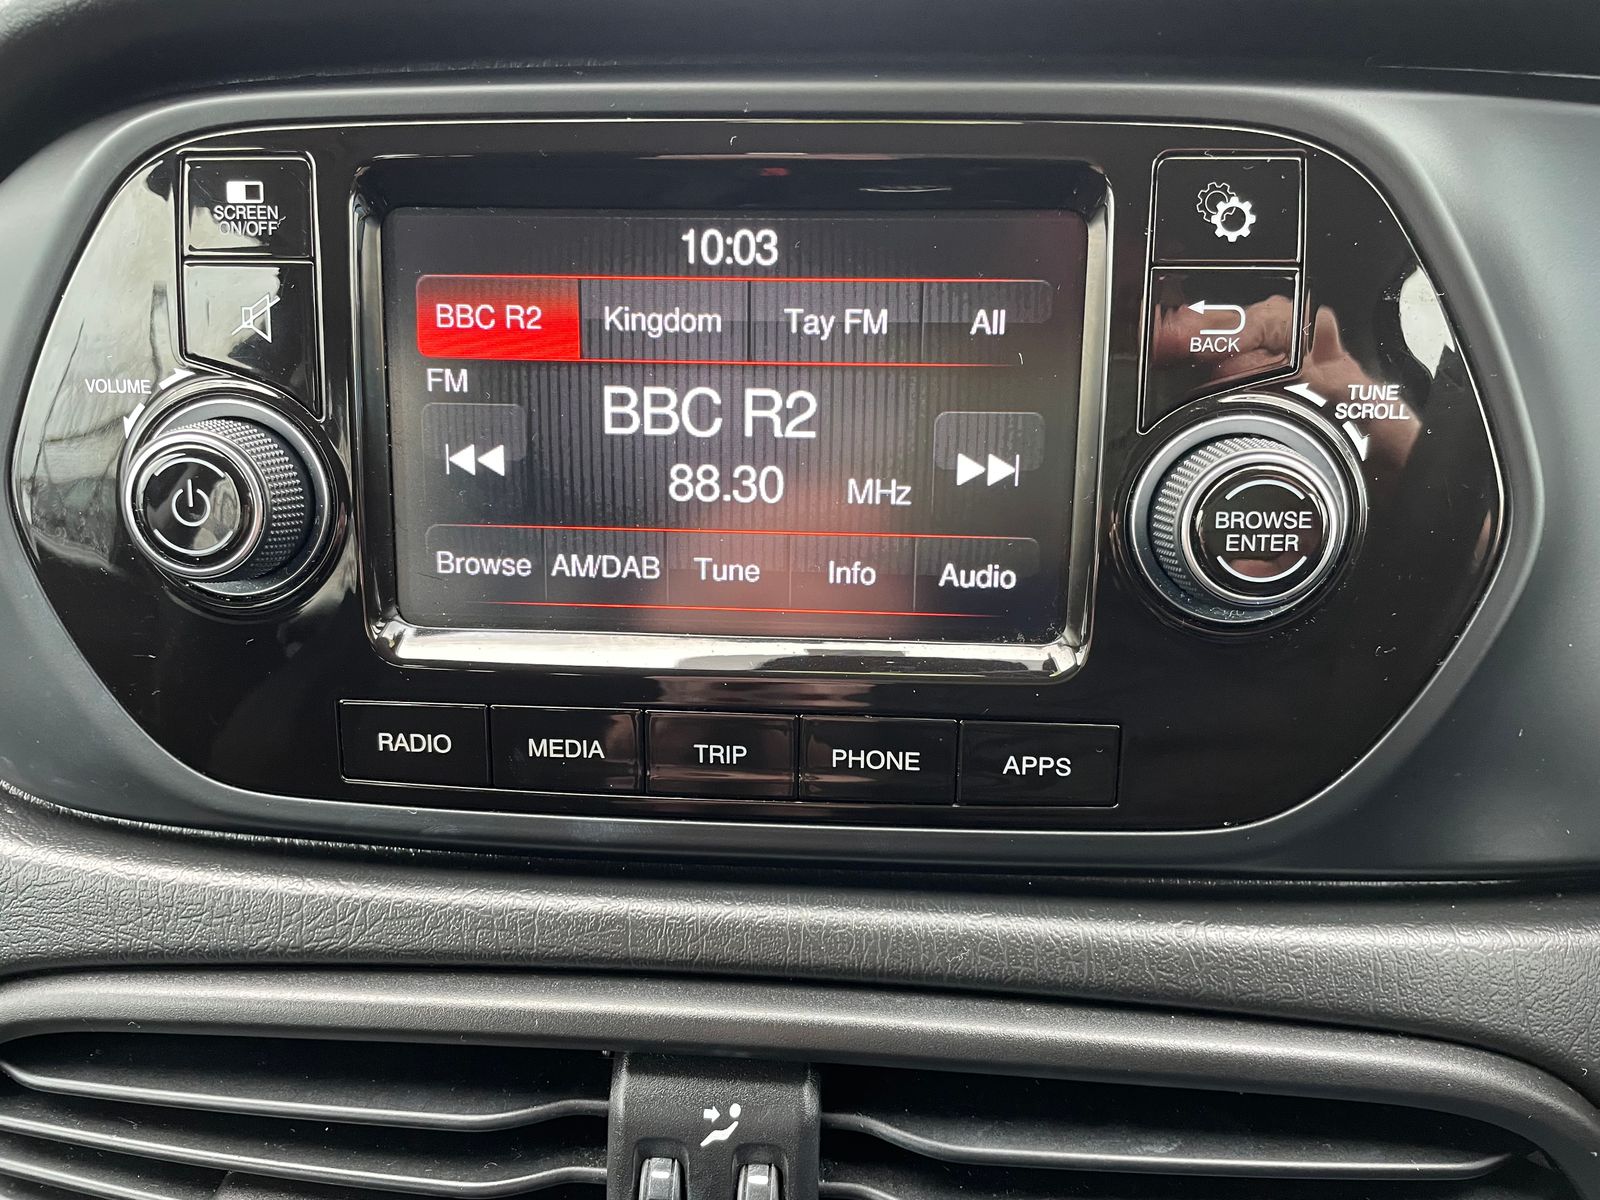 SCREEN
ON/OFF
10:03
BBC R2 Kingdom Tay FM All
FM
BBC R2
88.30 MHz
Browse AM/DAB Tune Info Audio
VOLUME
BACK
TUNE
SCROLL
BROWSE
ENTER
RADIO MEDIA TRIP PHONE APPS